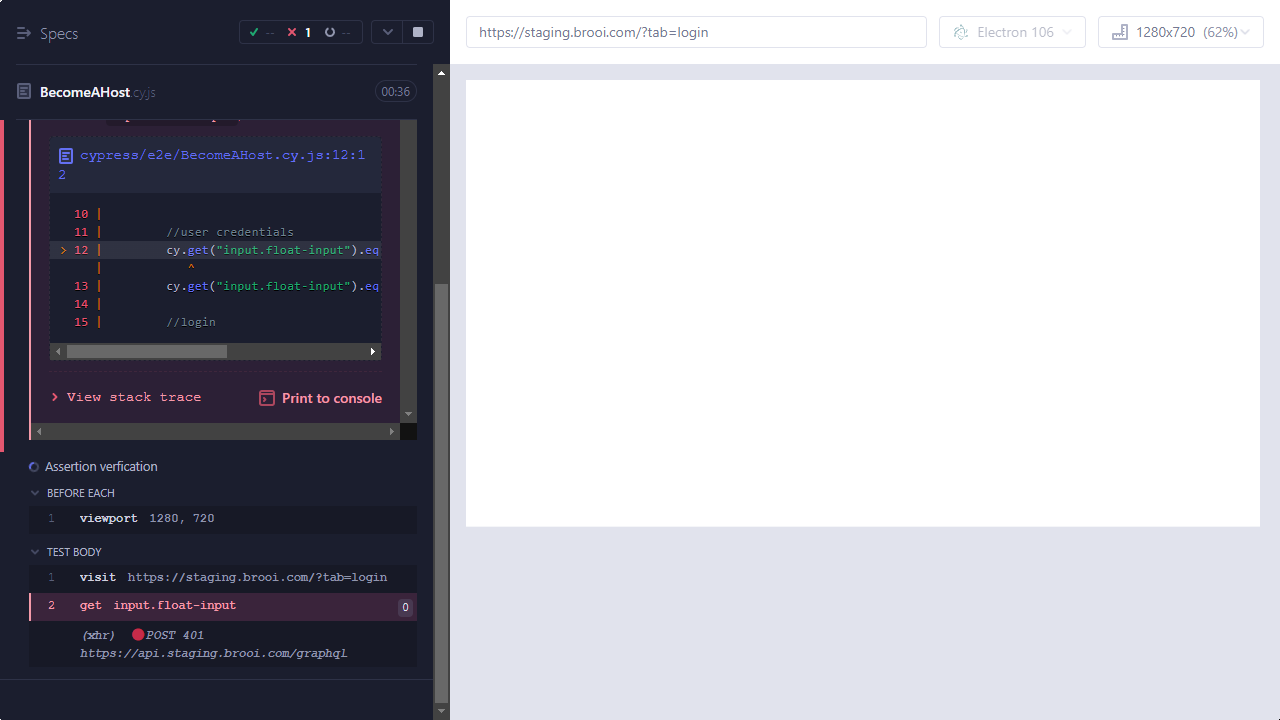 Specs
-- 1 --
https://staging.brooi.com/?tab=login
Electron 106
1280x720 (62%)
BecomeAHost.cy.js
00:36
cypress/e2e/BecomeAHost.cy.js:12:1
2
10 |
11 | //user credentials
> 12 | cy.get("input.float-input").eq
| ^
13 | cy.get("input.float-input").eq
14 |
15 | //login
View stack trace
Print to console
Assertion verfication
BEFORE EACH
1 viewport 1280, 720
TEST BODY
1 visit https://staging.brooi.com/?tab=login
2 get input.float-input 0
(xhr) POST 401
https://api.staging.brooi.com/graphql